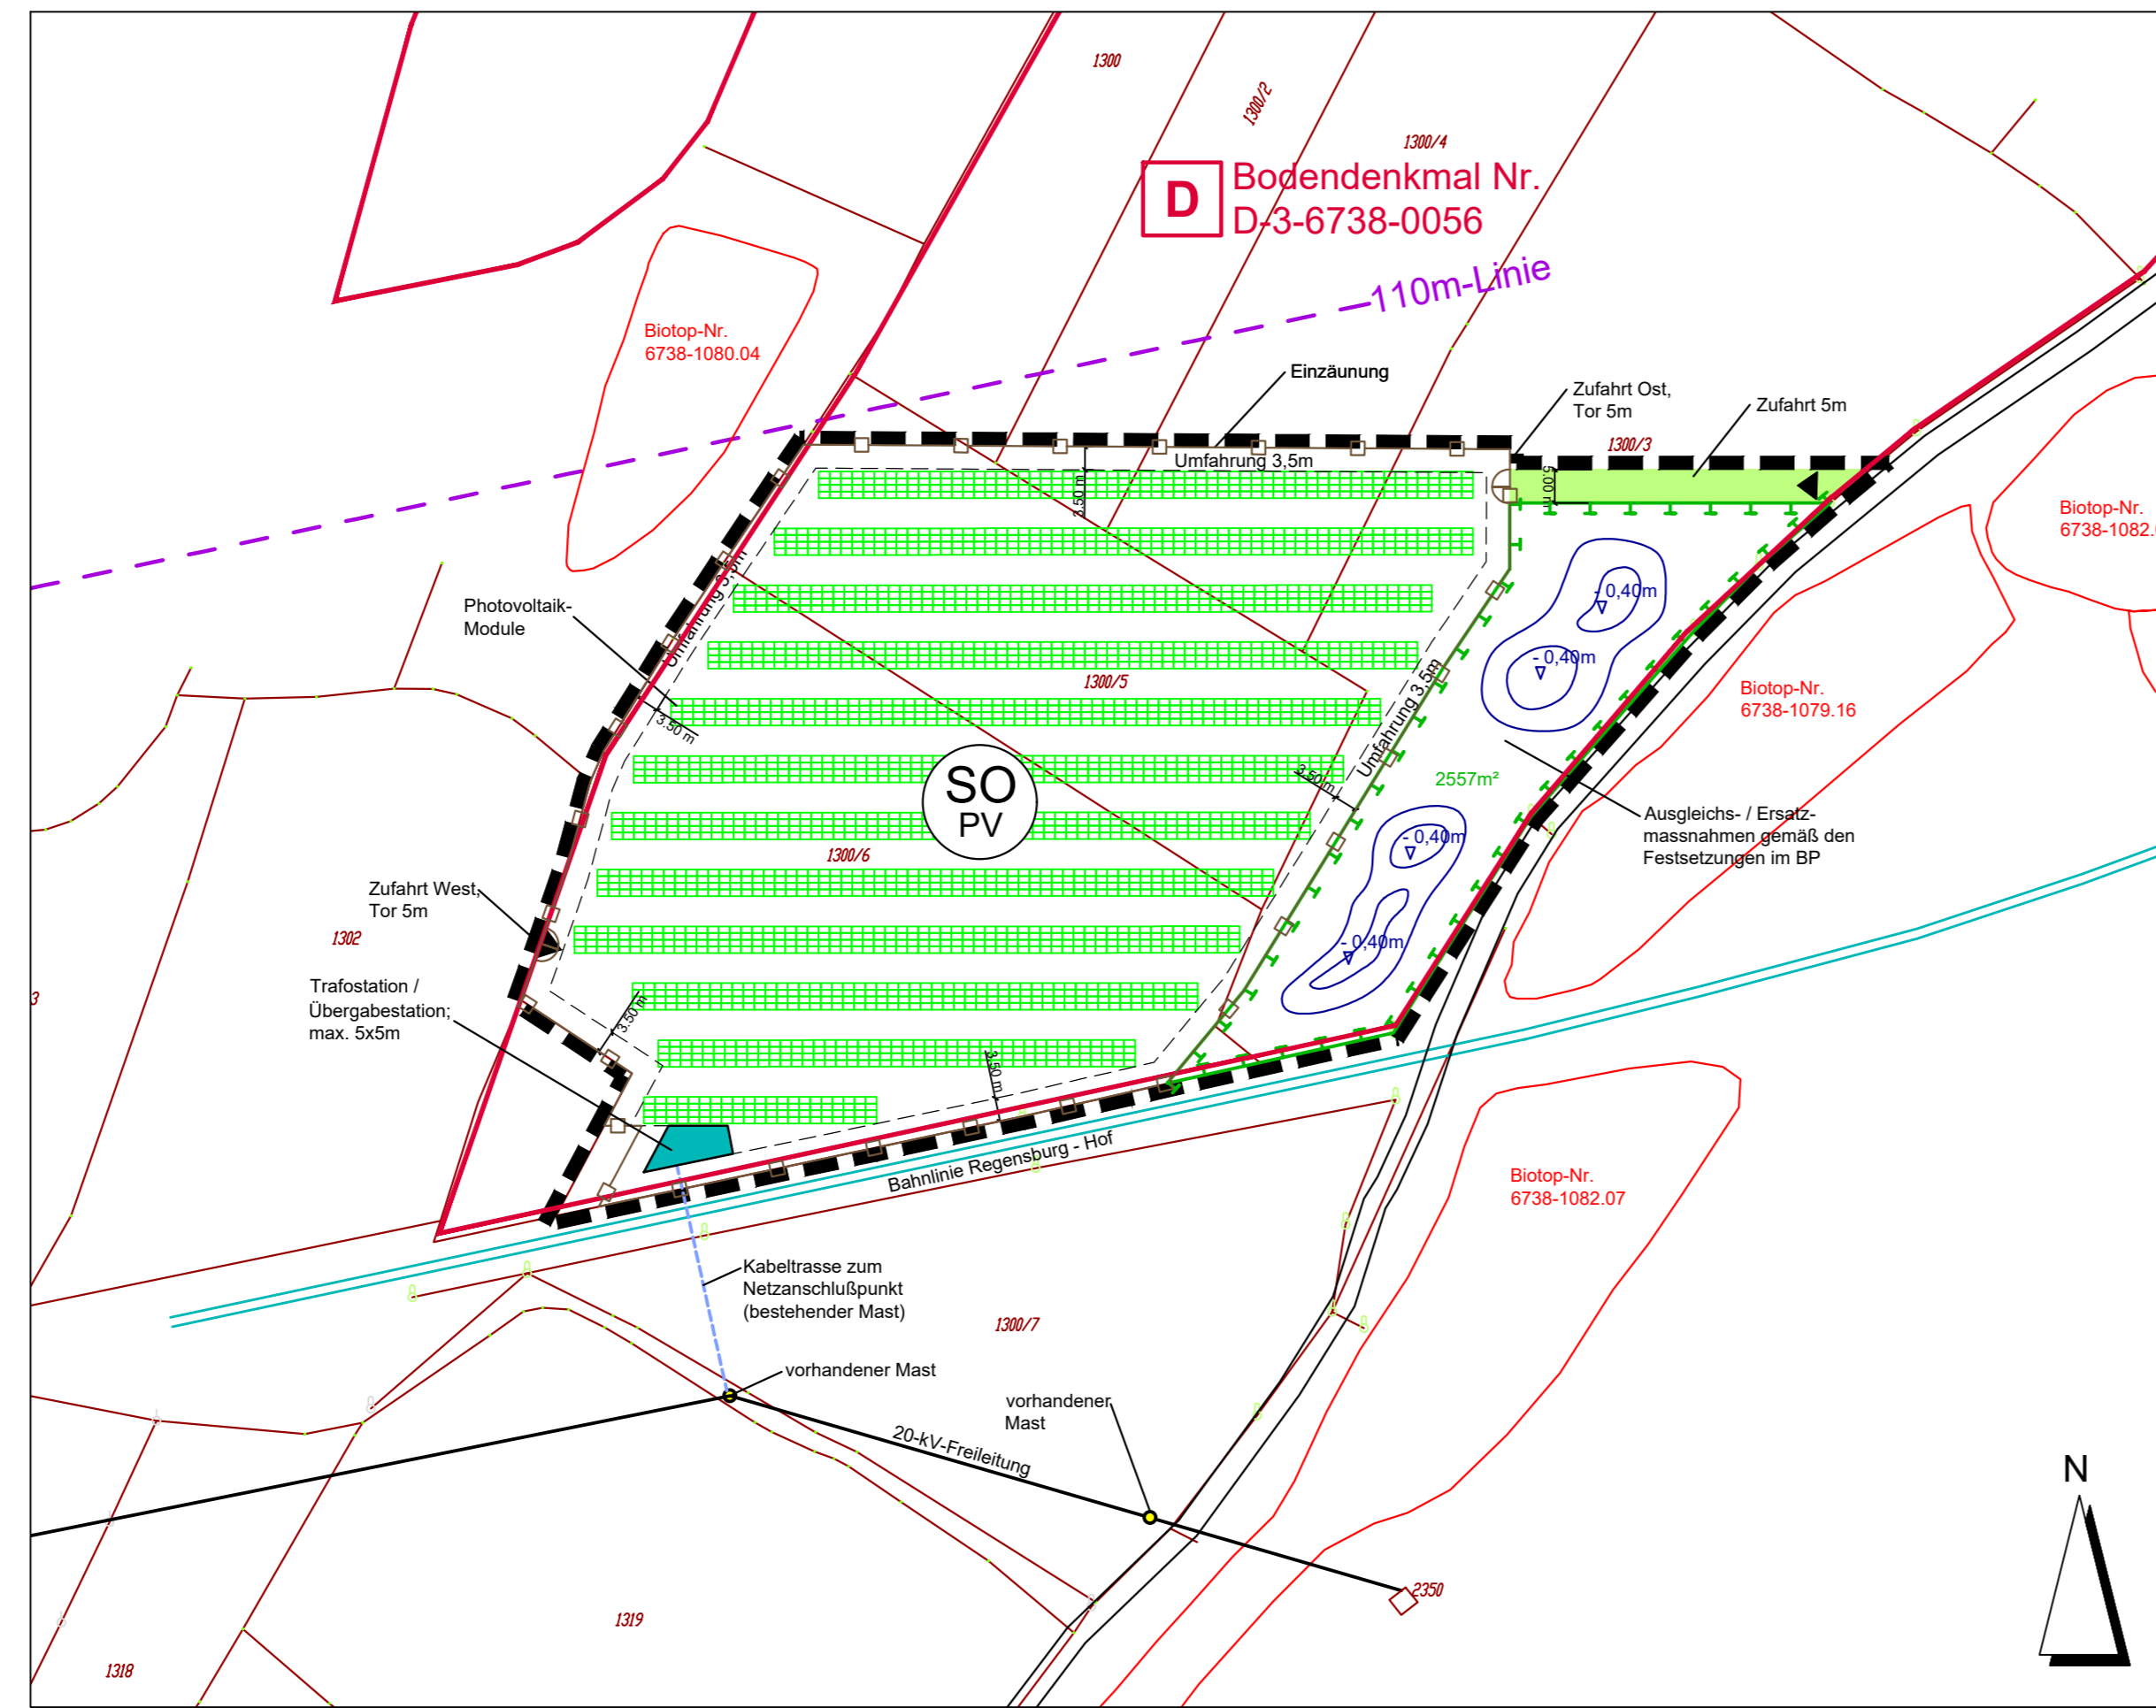 1300
1300/2
1300/4
D
Bodendenkmal Nr.
D-3-6738-0056
110m-Linie
Biotop-Nr.
6738-1080.04
Einzäunung
Zufahrt Ost,
Tor 5m
Zufahrt 5m
1300/3
Umfahrung 3,5m
3.50 m
5.00 m
Biotop-Nr.
6738-1082.
Umfahrung 3,5m
Photovoltaik-
Module
- 0,40m
- 0,40m
1300/5
3.50 m
Biotop-Nr.
6738-1079.16
Umfahrung 3,5m
3.50 m
2557m²
SO
PV
Ausgleichs- / Ersatz-
massnahmen gemäß den
Festsetzungen im BP
- 0,40m
1300/6
Zufahrt West,
Tor 5m
1302
- 0,40m
3
Trafostation /
Übergabestation;
max. 5x5m
3.50 m
3.50 m
Bahnlinie Regensburg - Hof
Biotop-Nr.
6738-1082.07
Kabeltrasse zum
Netzanschlußpunkt
(bestehender Mast)
1300/7
vorhandener Mast
vorhandener
Mast
20-kV-Freileitung
N
2350
1319
1318